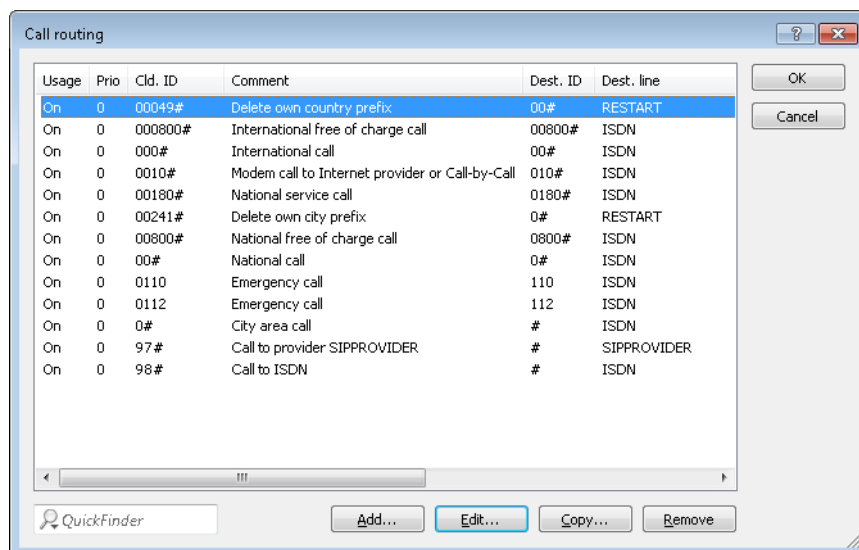 Call routing
Usage Prio Cld. ID Comment Dest. ID Dest. line
On 0 00049# Delete own country prefix 00# RESTART
On 0 000800# International free of charge call 00800# ISDN
On 0 000# International call 00# ISDN
On 0 0010# Modem call to Internet provider or Call-by-Call 010# ISDN
On 0 00180# National service call 0180# ISDN
On 0 00241# Delete own city prefix 0# RESTART
On 0 00800# National free of charge call 0800# ISDN
On 0 00# National call 0# ISDN
On 0 0110 Emergency call 110 ISDN
On 0 0112 Emergency call 112 ISDN
On 0 0# City area call # ISDN
On 0 97# Call to provider SIPPROVIDER # SIPPROVIDER
On 0 98# Call to ISDN # ISDN
OK
Cancel
QuickFinder Add... Edit... Copy... Remove